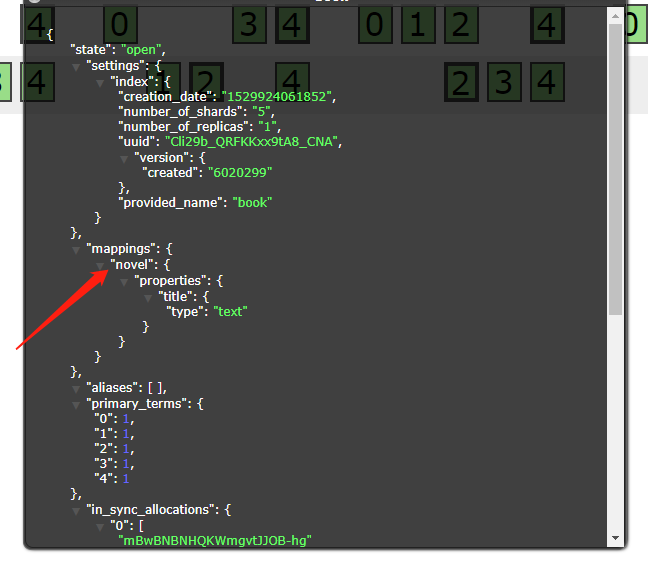 4 0 3 4 0 1 2 4 0
{
"state": "open",
4 1 2 4 2 3 4
"settings": {
"index": {
"creation_date": "1529924061852",
"number_of_shards": "5",
"number_of_replicas": "1",
"uuid": "Cli29b_QRFKKxx9tA8_CNA",
"version": {
"created": "6020299"
},
"provided_name": "book"
}
},
"mappings": {
"novel": {
"properties": {
"title": {
"type": "text"
}
}
}
},
"aliases": [ ],
"primary_terms": {
"0": 1,
"1": 1,
"2": 1,
"3": 1,
"4": 1
},
"in_sync_allocations": {
"0": [
"mBwBNBNHQKWmgvtJJOB-hg"